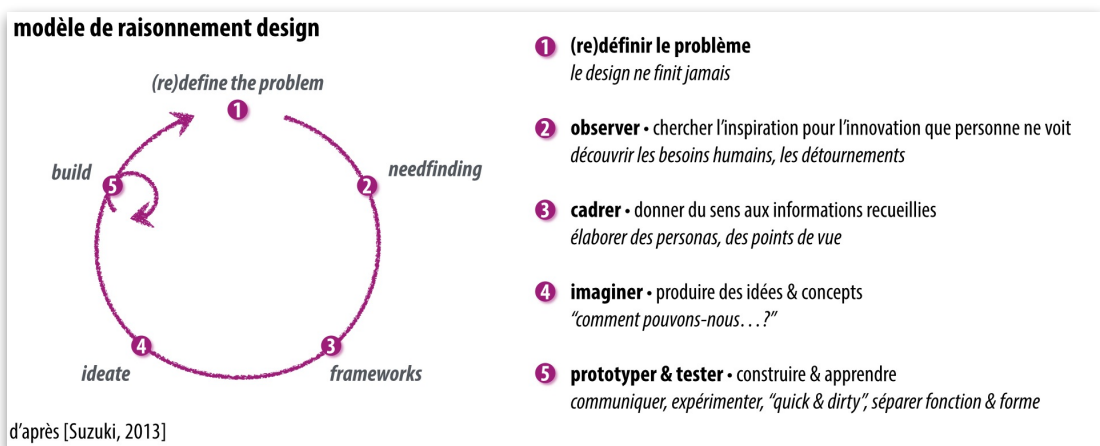 modèle de raisonnement design
(re)define the problem
1
build
5
2
needfinding
4
ideate
3
frameworks
d'après [Suzuki, 2013]
1 (re)définir le problème
le design ne finit jamais
2 observer • chercher l'inspiration pour l'innovation que personne ne voit
découvrir les besoins humains, les détournements
3 cadrer • donner du sens aux informations recueillies
élaborer des personas, des points de vue
4 imaginer • produire des idées & concepts
“comment pouvons-nous…?”
5 prototyper & tester • construire & apprendre
communiquer, expérimenter, “quick & dirty”, séparer fonction & forme